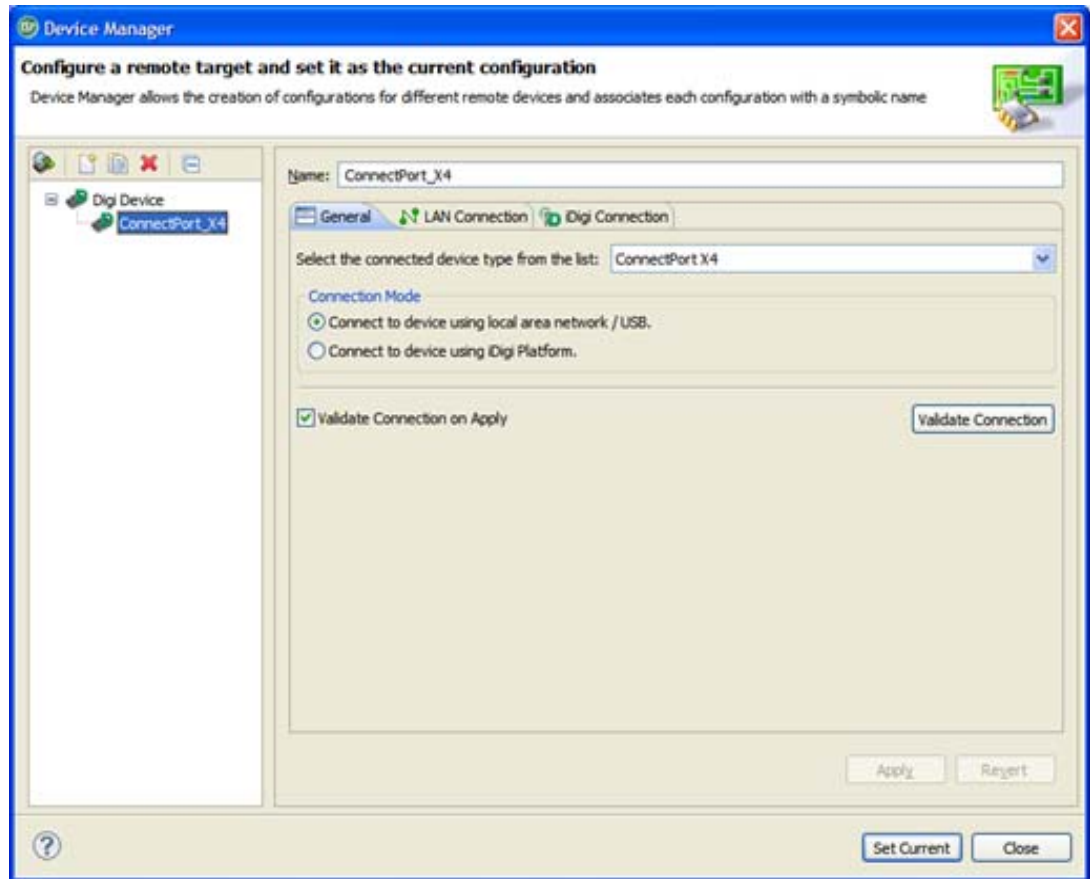 Device Manager
Configure a remote target and set it as the current configuration
Device Manager allows the creation of configurations for different remote devices and associates each configuration with a symbolic name
Digi Device
ConnectPort_X4
Name: ConnectPort_X4
General LAN Connection iDigi Connection
Select the connected device type from the list: ConnectPort X4
Connection Mode
Connect to device using local area network / USB.
Connect to device using iDigi Platform.
Validate Connection on Apply Validate Connection
Apply Revert
? Set Current Close